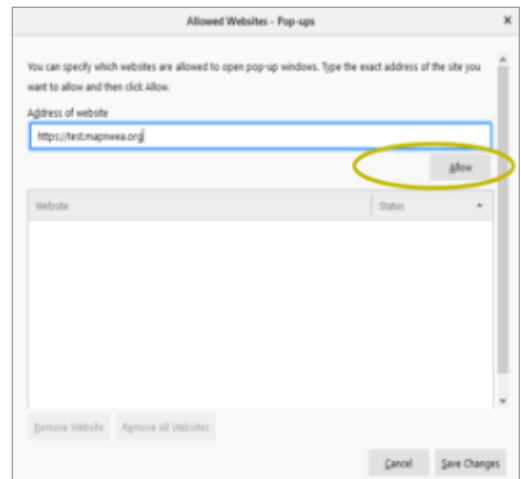 Allowed Websites - Pop-ups
You can specify which websites are allowed to open pop-up windows. Type the exact address of the site you
want to allow and then click Allow.
Address of website
https://test.mapnwea.org
Allow
Website Status
Remove Website Remove All Websites
Cancel Save Changes